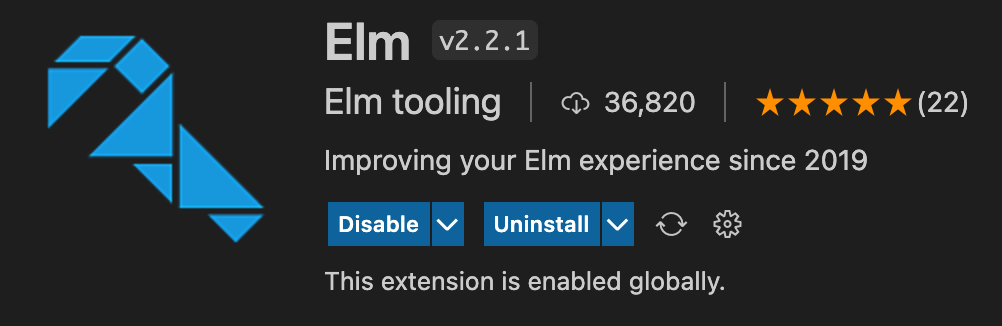 Elm v2.2.1
Elm tooling 36,820 (22)
Improving your Elm experience since 2019
Disable Uninstall
This extension is enabled globally.